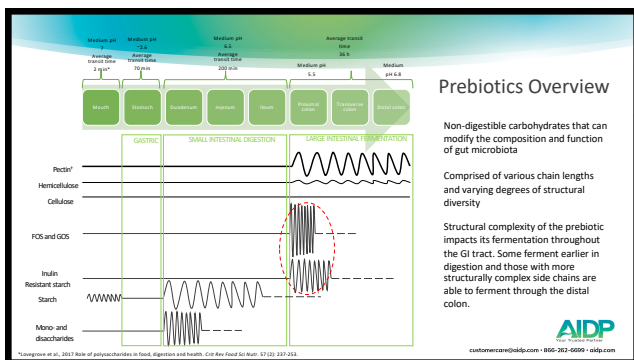 Medium pH
7
Average
transit time
2 min*
Medium pH
~2.6
Average
transit time
70 min
Medium pH
6.5
Average
transit time
200 min
Average transit
time
36 h
Medium pH
5.5
Medium
pH 6.8
Mouth
Stomach
Duodenum
Jejenum
Ileum
Proximal
colon
Transverse
colon
Distal colon
GASTRIC
SMALL INTESTINAL DIGESTION
LARGE INTESTINAL FERMENTATION
Pectin
Hemicellulose
Cellulose
FOS and GOS
Inulin
Resistant starch
Starch
Mono- and
disaccharides
*Lovegrove et al., 2017 Role of polysaccharides in food, digestion and health. Crit Rev Food Sci Nutr. 57 (2): 237-253.
Prebiotics Overview
Non-digestible carbohydrates that can
modify the composition and function
of gut microbiota
Comprised of various chain lengths
and varying degrees of structural
diversity
Structural complexity of the prebiotic
impacts its fermentation throughout
the GI tract. Some ferment earlier in
digestion and those with more
structurally complex side chains are
able to ferment through the distal
colon.
AIDP
Your Trusted Partner
customercare@aidp.com • 866-262-6699 • aidp.com